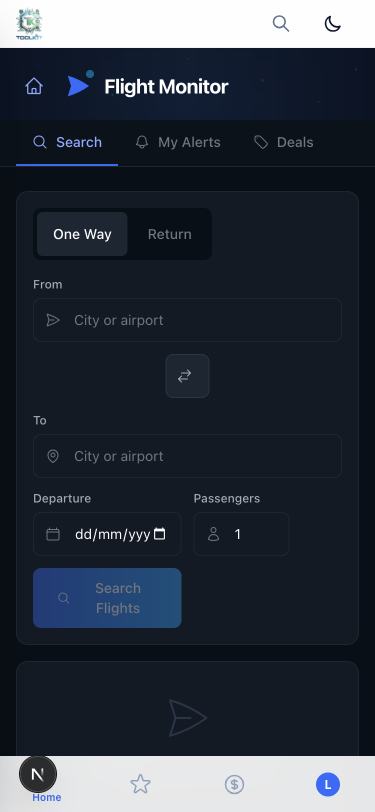 TOOLKIT
Flight Monitor
Search
My Alerts
Deals
One Way
Return
From
City or airport
To
City or airport
Departure
Passengers
dd/mm/yyy
1
Search
Flights
N
Home
L